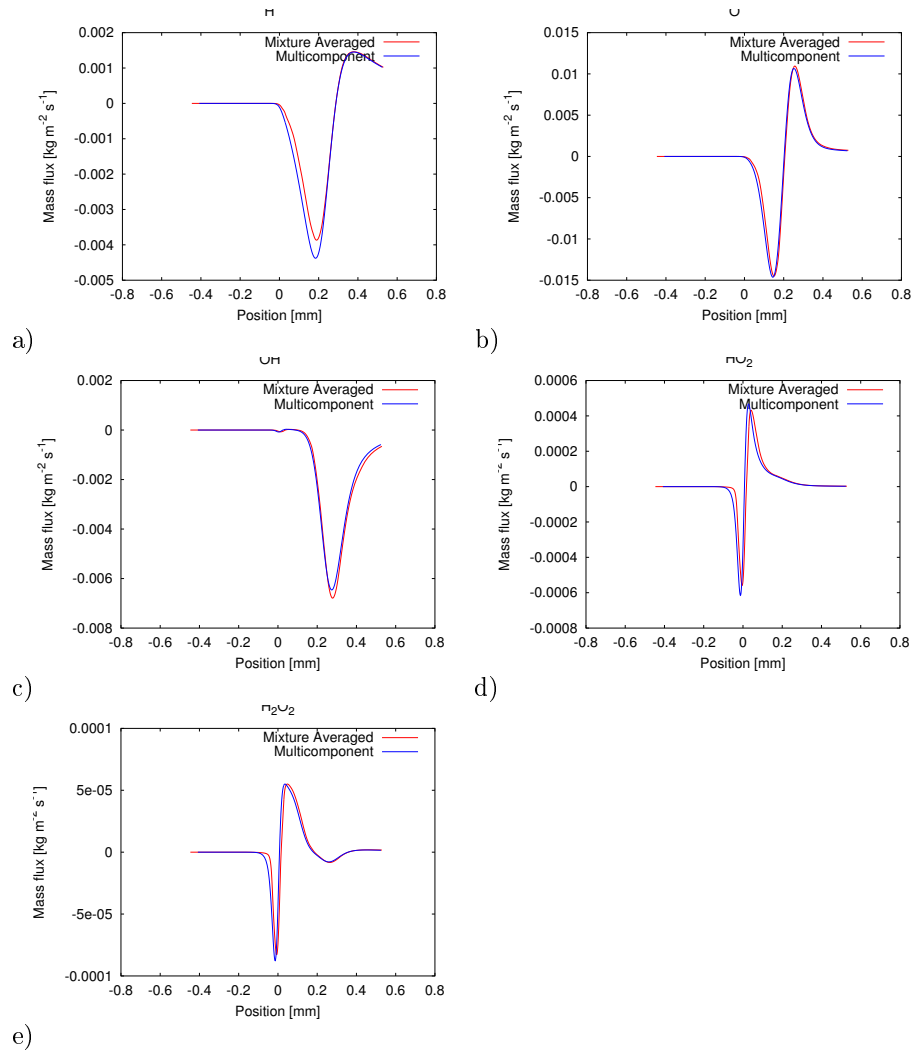 H
Mixture Averaged
Multicomponent
0.002
0.001
0
-0.001
-0.002
-0.003
-0.004
-0.005
Mass flux [kg m-2 s-1]
-0.8 -0.6 -0.4 -0.2 0 0.2 0.4 0.6 0.8
Position [mm]
a)
O
Mixture Averaged
Multicomponent
0.015
0.01
0.005
0
-0.005
-0.01
-0.015
Mass flux [kg m-2 s-1]
-0.8 -0.6 -0.4 -0.2 0 0.2 0.4 0.6 0.8
Position [mm]
b)
OH
Mixture Averaged
Multicomponent
0.002
0
-0.002
-0.004
-0.006
-0.008
Mass flux [kg m-2 s-1]
-0.8 -0.6 -0.4 -0.2 0 0.2 0.4 0.6 0.8
Position [mm]
c)
HO2
Mixture Averaged
Multicomponent
0.0006
0.0004
0.0002
0
-0.0002
-0.0004
-0.0006
-0.0008
Mass flux [kg m-2 s-1]
-0.8 -0.6 -0.4 -0.2 0 0.2 0.4 0.6 0.8
Position [mm]
d)
H2O2
Mixture Averaged
Multicomponent
0.0001
5e-05
0
-5e-05
-0.0001
Mass flux [kg m-2 s-1]
-0.8 -0.6 -0.4 -0.2 0 0.2 0.4 0.6 0.8
Position [mm]
e)